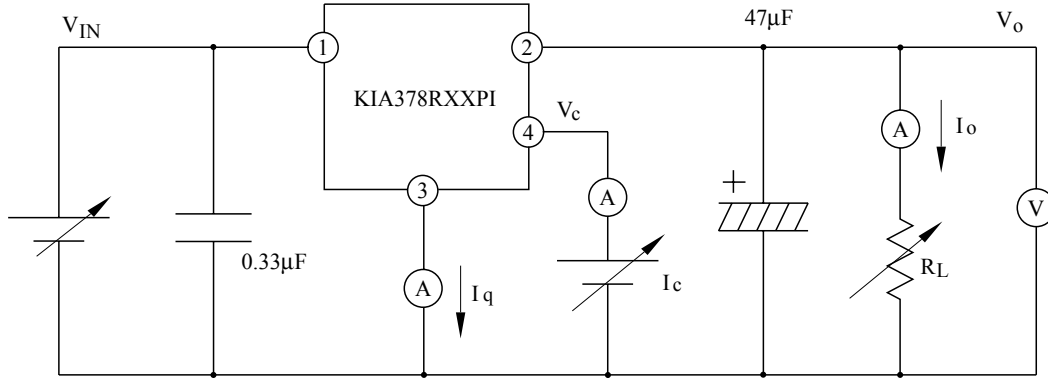 V_IN
1
2
47μF
V_o
KIA378RXXPI
V_c
4
A
I_o
3
A
+
V
0.33μF
A
I_q
I_c
R_L